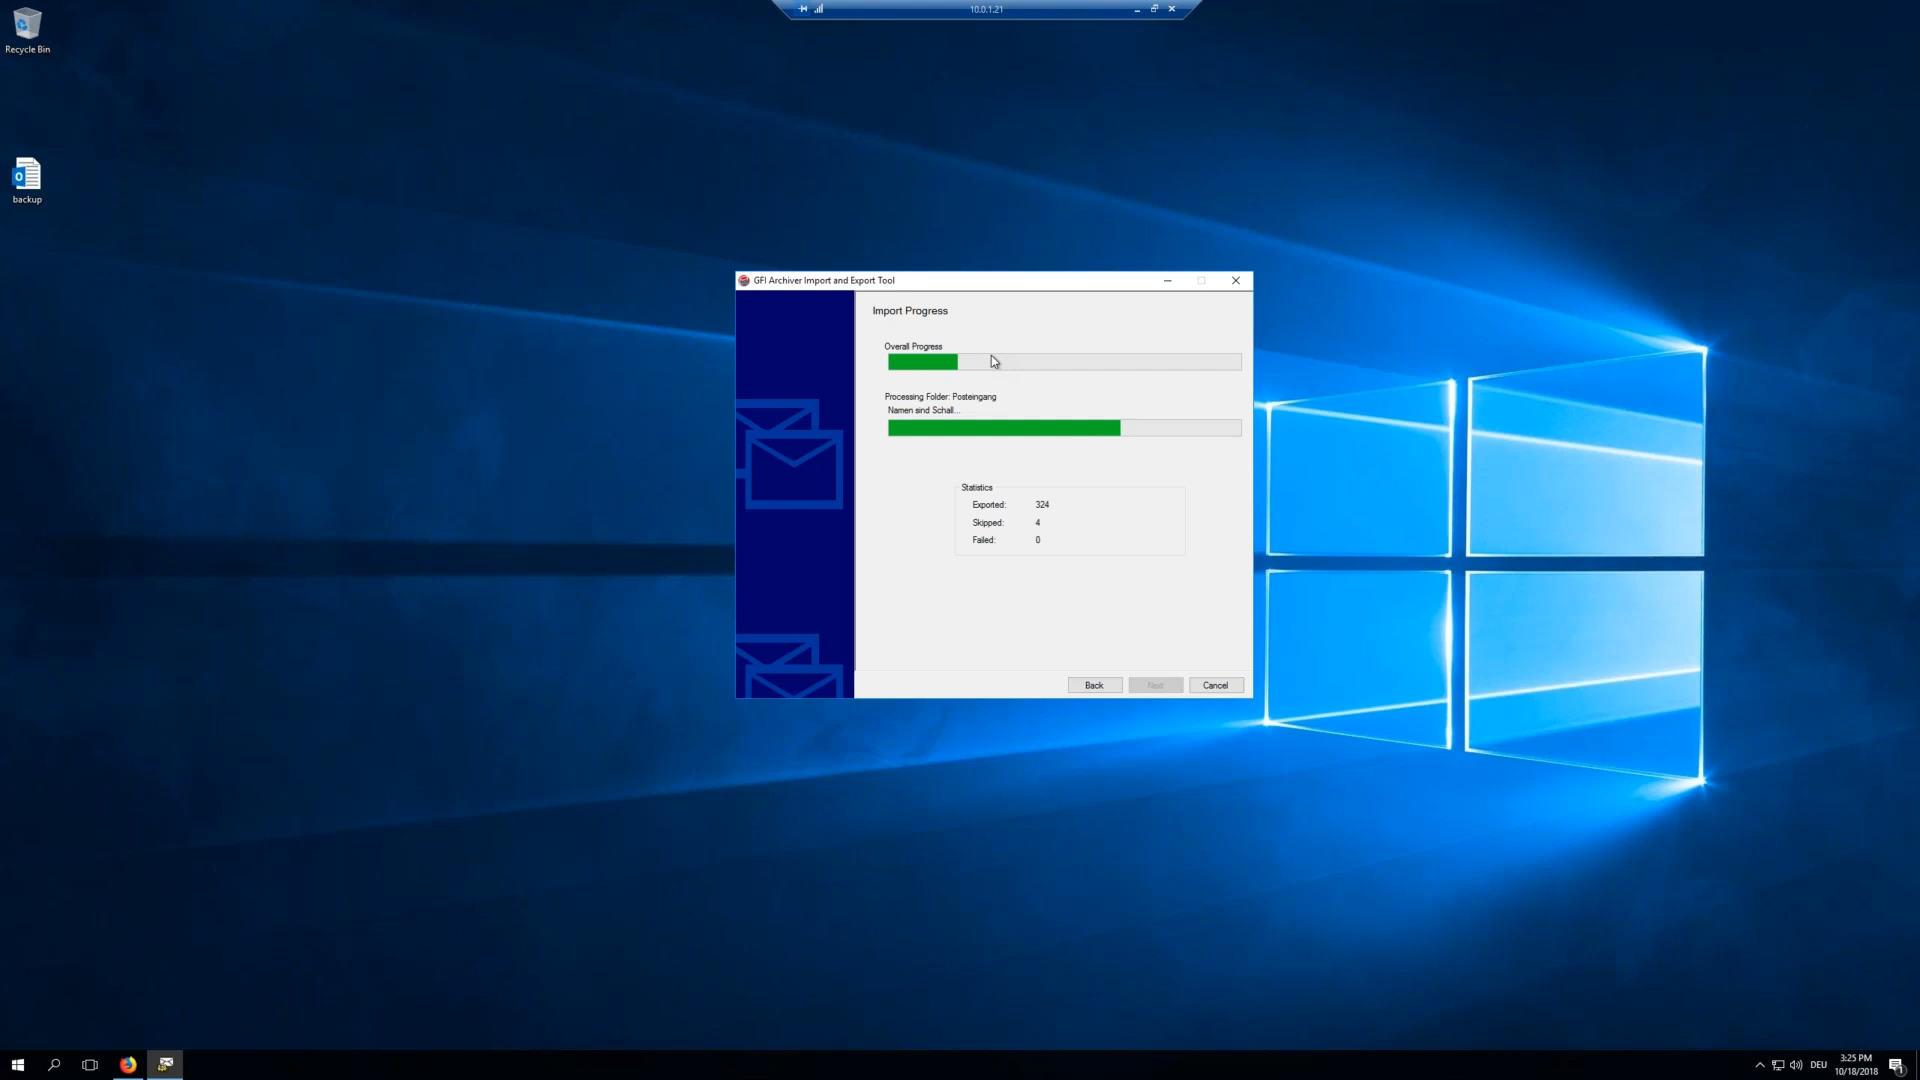 10.0.1.21
Recycle Bin
backup
GFI Archiver Import and Export Tool
Import Progress
Overall Progress
Processing Folder: Posteingang
Namen sind Schall...
Statistics
Exported: 324
Skipped: 4
Failed: 0
Back Next Cancel
DEU
3:25 PM
10/18/2018